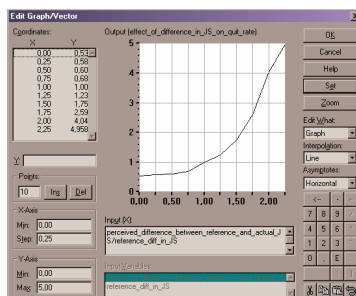 Edit Graph/Vector
Coordinates:
X Y
0,00 0,53
0,25 0,58
0,50 0,60
0,75 0,68
1,00 1,00
1,25 1,23
1,50 1,75
1,75 2,59
2,00 4,04
2,25 4,958
Y:
Points:
10 Ins Del
X-Axis
Min: 0,00
Step: 0,25
Y-Axis
Min: 0,00
Max: 5,00
Output (effect_of_difference_in_JS_on_quit_rate)
5
4
3
2
1
0,00 0,50 1,00 1,50 2,00
Input (X):
perceived_difference_between_reference_and_actual_J
S/reference_diff_in_JS
Input Variables:
reference_diff_in_JS
OK
Cancel
Help
Set
Zoom
Edit What:
Graph
Interpolation:
Line
Asymptotes:
Horizontal
<-
7 8 9
4 5 6
1 2 3
0 . E